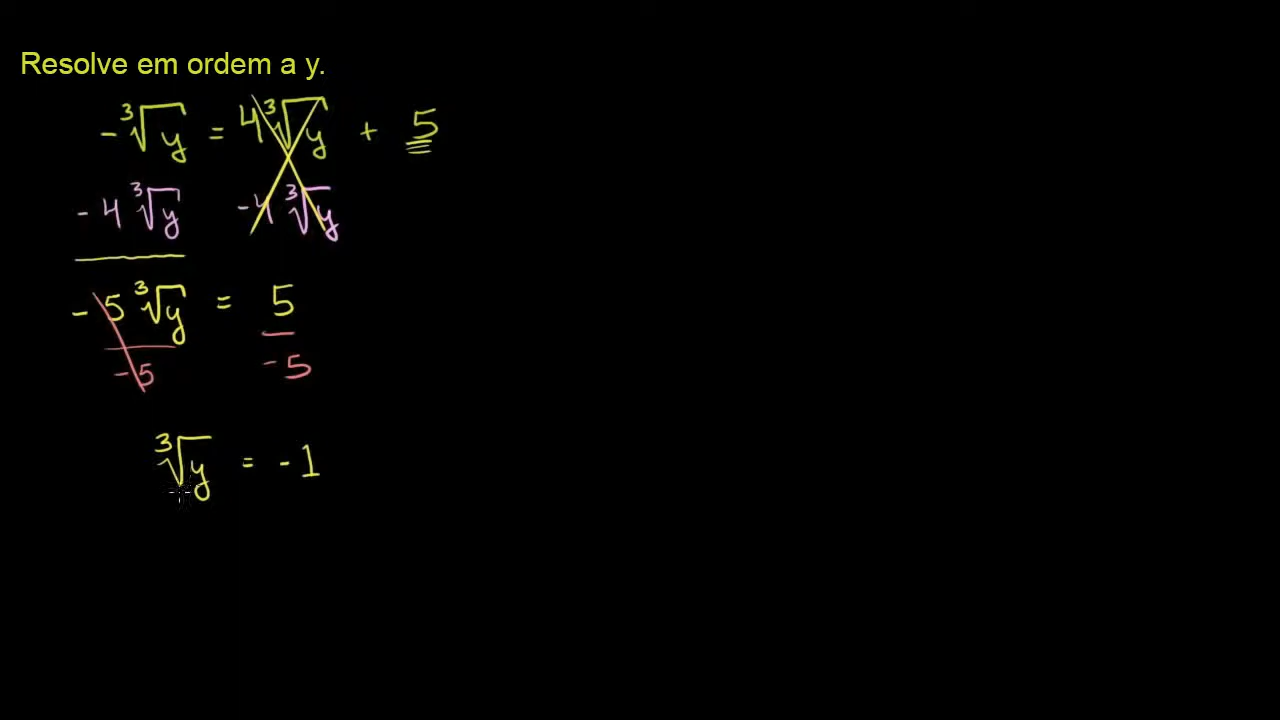 Resolve em ordem a y.
-∛y = 4∛y + 5
-4∛y -4∛y
-5∛y = 5
-5 -5
∛y = -1